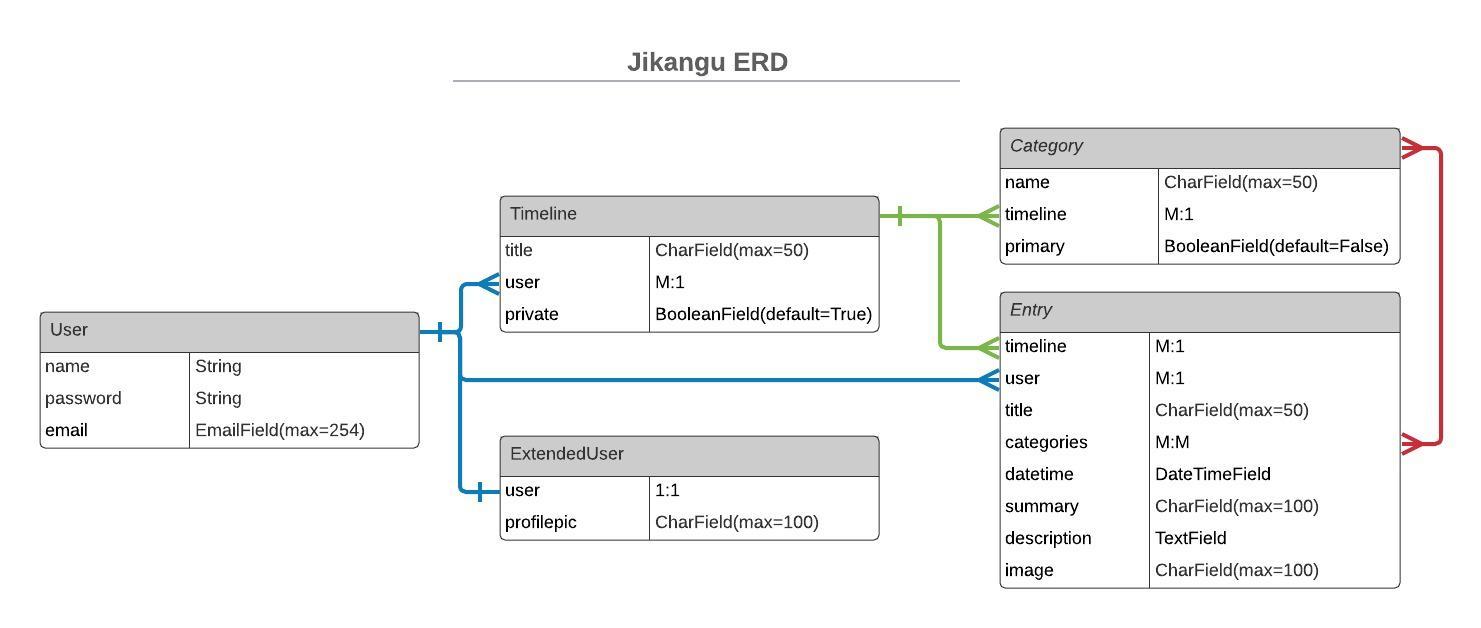 Jikangu ERD
User
name String
password String
email EmailField(max=254)
Timeline
title CharField(max=50)
user M:1
private BooleanField(default=True)
ExtendedUser
user 1:1
profilepic CharField(max=100)
Category
name CharField(max=50)
timeline M:1
primary BooleanField(default=False)
Entry
timeline M:1
user M:1
title CharField(max=50)
categories M:M
datetime DateTimeField
summary CharField(max=100)
description TextField
image CharField(max=100)